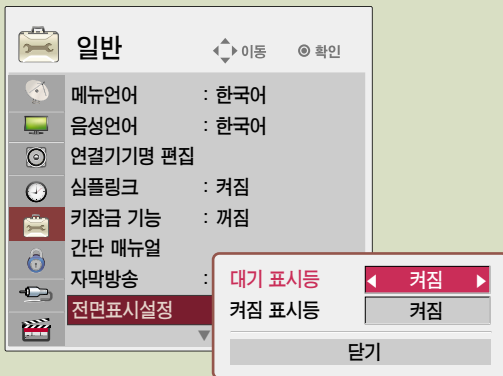 일반 이동 확인
메뉴언어 : 한국어
음성언어 : 한국어
연결기기명 편집
심플링크 : 켜짐
키잠금 기능 : 꺼짐
간단 매뉴얼
자막방송 :
전면표시설정
대기 표시등 켜짐
켜짐 표시등 켜짐
닫기